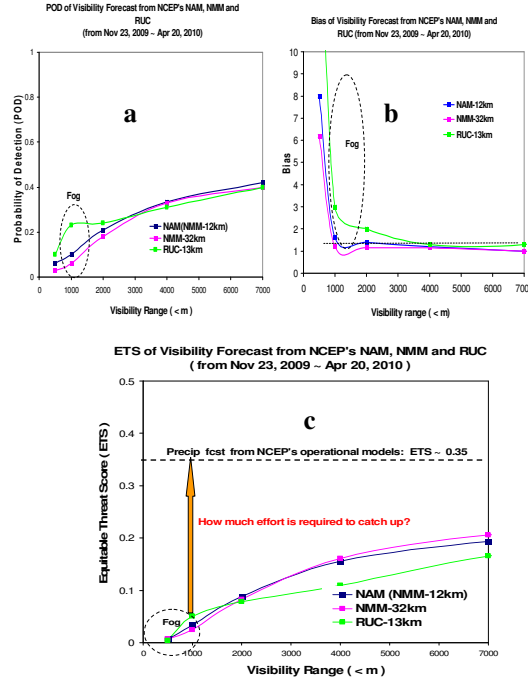 POD of Visibility Forecast from NCEP's NAM, NMM and
RUC
(from Nov 23, 2009 ~ Apr 20, 2010)
Probability of Detection (POD)
1
0.8
0.6
0.4
0.2
0
a
Fog
NAM(NMM-12km)
NMM-32km
RUC-13km
0 1000 2000 3000 4000 5000 6000 7000
Visibility Range ( < m )
Bias of Visibility Forecast from NCEP's NAM, NMM and
RUC (from Nov 23, 2009 ~ Apr 20, 2010)
Bias
10
9
8
7
6
5
4
3
2
1
0
b
Fog
NAM-12km
NMM-32km
RUC-13km
0 1000 2000 3000 4000 5000 6000 7000
Visibility Range ( < m )
ETS of Visibility Forecast from NCEP's NAM, NMM and RUC
( from Nov 23, 2009 ~ Apr 20, 2010 )
Equitable Threat Score ( ETS )
0.5
0.4
0.3
0.2
0.1
0
c
Precip fcst from NCEP's operational models: ETS ~ 0.35
How much effort is required to catch up?
Fog
NAM (NMM-12km)
NMM-32km
RUC-13km
0 1000 2000 3000 4000 5000 6000 7000
Visibility Range ( < m )